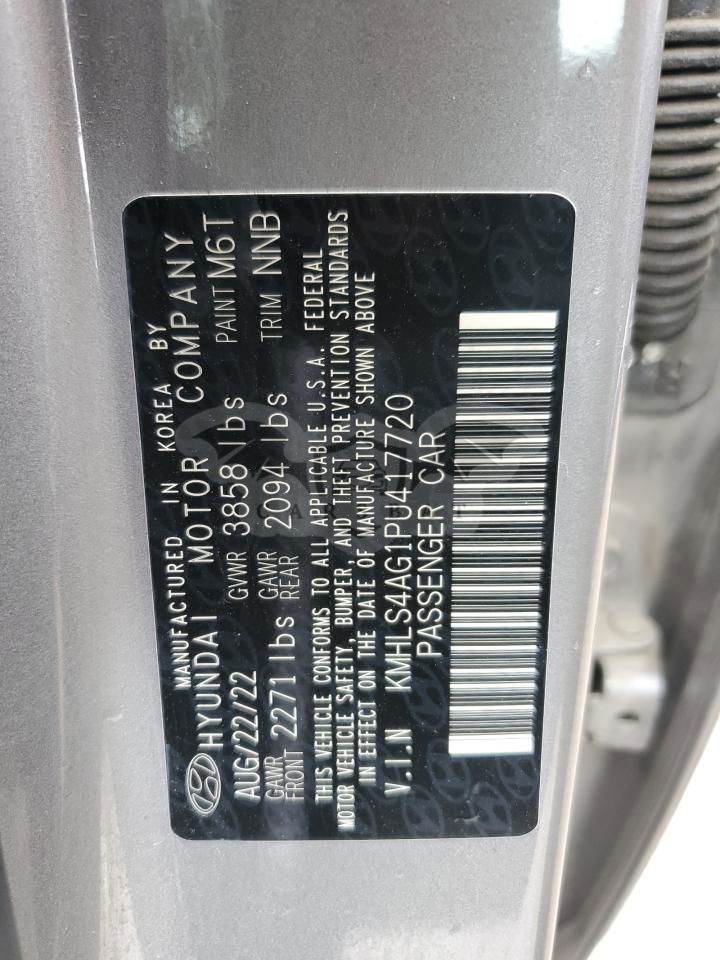 MANUFACTURED IN KOREA BY
HYUNDAI MOTOR COMPANY
AUG/22/22 GVWR 3858 lbs PAINT M6T
GAWR FRONT 2271 lbs GAWR REAR 2094 lbs TRIM NNB
THIS VEHICLE CONFORMS TO ALL APPLICABLE U.S.A. FEDERAL
MOTOR VEHICLE SAFETY, BUMPER, AND THEFT PREVENTION STANDARDS
IN EFFECT ON THE DATE OF MANUFACTURE SHOWN ABOVE
V.I.N KMHLS4AG1PU417720
PASSENGER CAR